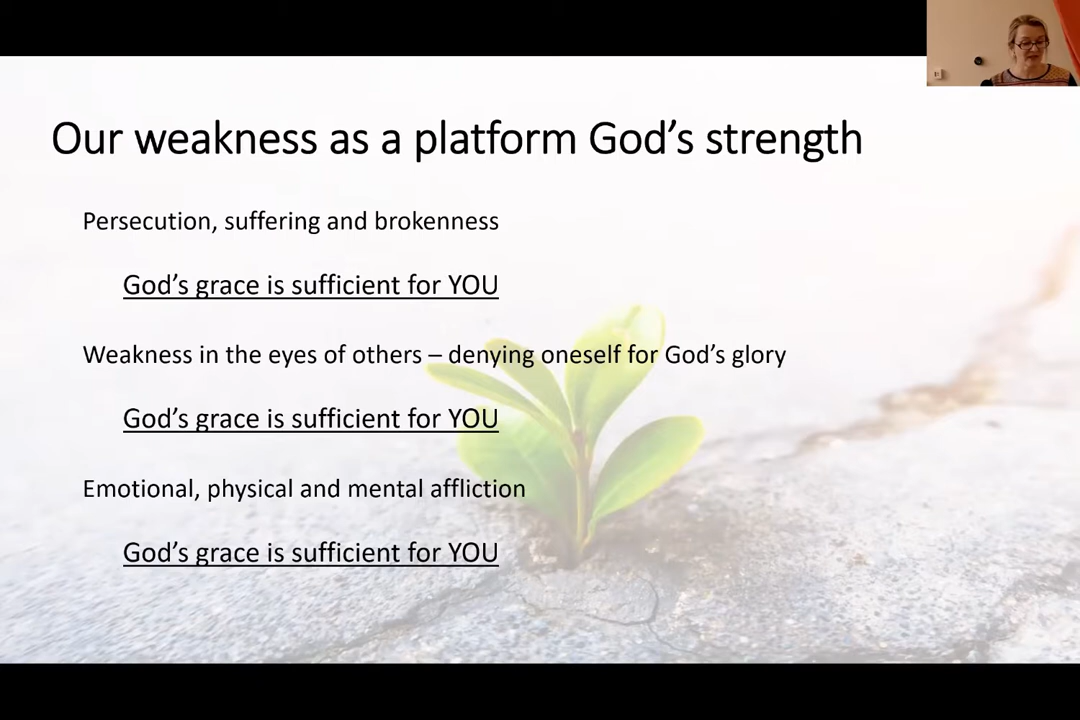 Our weakness as a platform God’s strength
Persecution, suffering and brokenness
God’s grace is sufficient for YOU
Weakness in the eyes of others – denying oneself for God’s glory
God’s grace is sufficient for YOU
Emotional, physical and mental affliction
God’s grace is sufficient for YOU